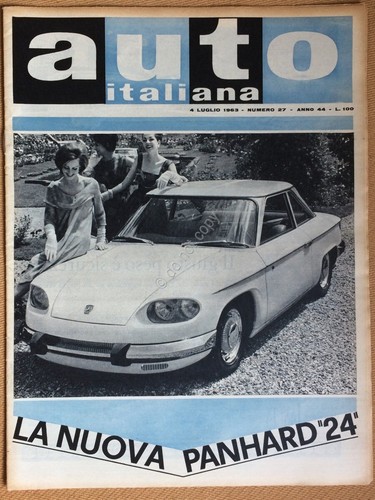 auto
italiana
4 LUGLIO 1963 - NUMERO 27 - ANNO 44 - L. 100
LA NUOVA PANHARD "24"